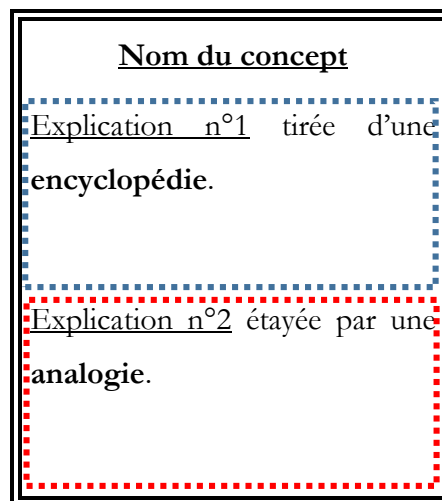 Nom du concept
Explication n°1 tirée d’une
encyclopédie.
Explication n°2 étayée par une
analogie.